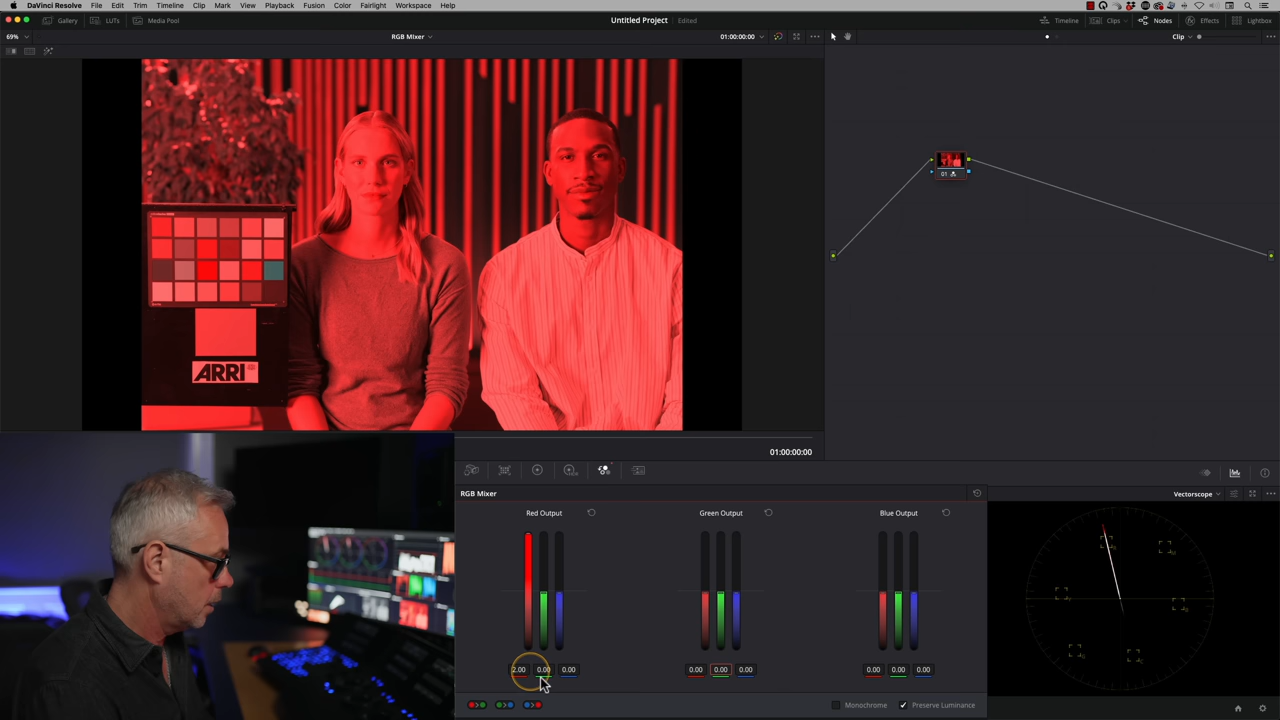 DaVinci Resolve File Edit Trim Timeline Clip Mark View Playback Fusion Color Fairlight Workspace Help
Gallery LUTs Media Pool Untitled Project Edited Timeline Clips Nodes Effects Lightbox
69% RGB Mixer 01:00:00:00 Clip
01
ARRI
01:00:00:00
RGB Mixer Vectorscope
Red Output Green Output Blue Output
2.00 0.00 0.00 0.00 0.00 0.00 0.00 0.00 0.00
Monochrome Preserve Luminance